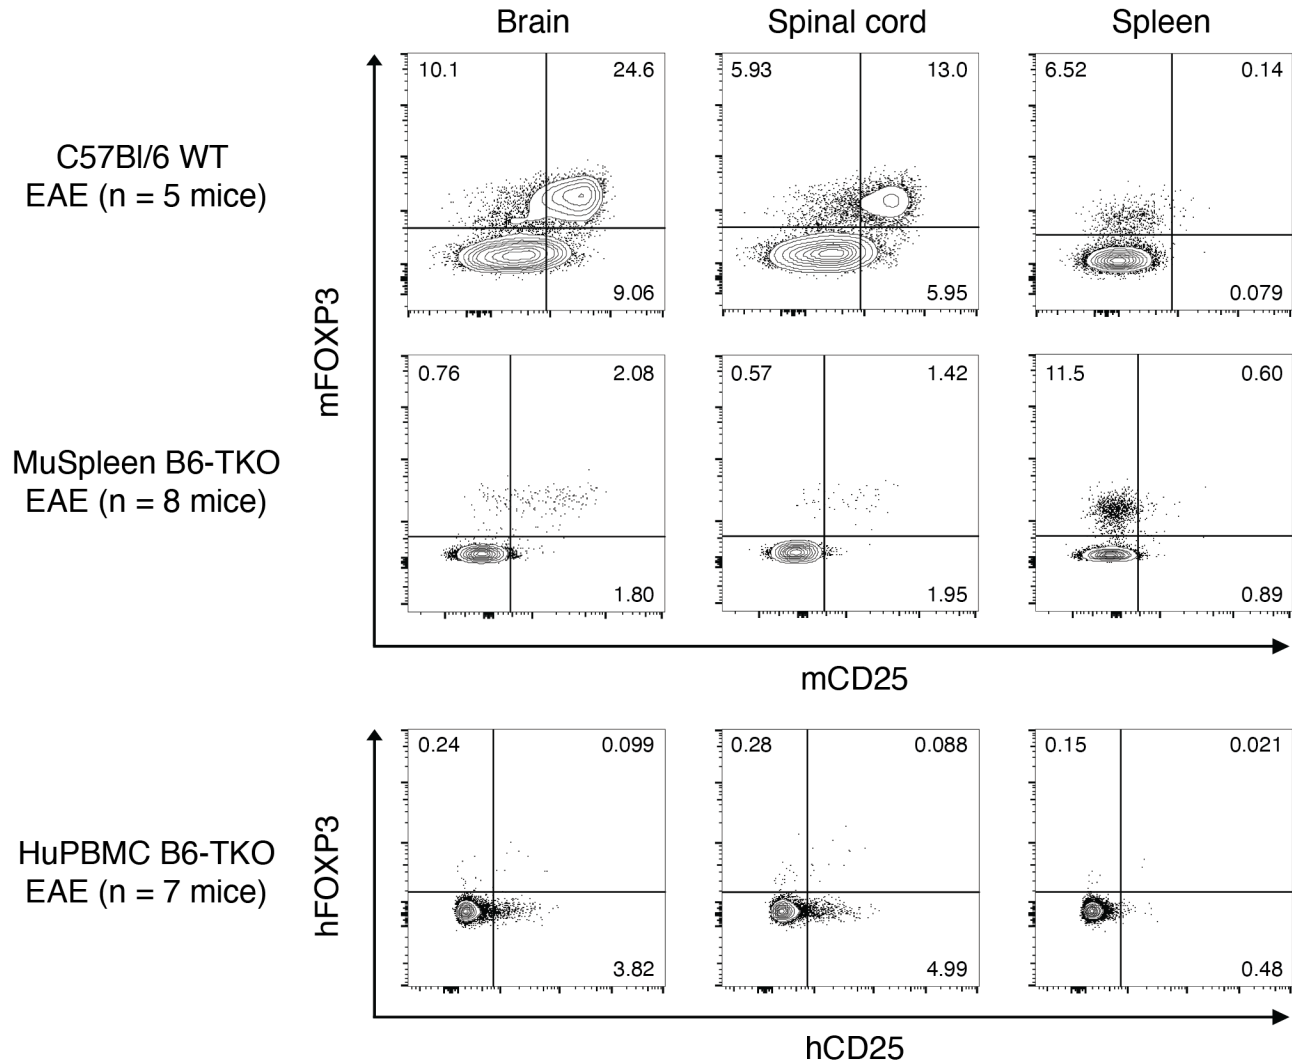 Brain Spinal cord Spleen
C57Bl/6 WT
EAE (n = 5 mice)
10.1 24.6
9.06
5.93 13.0
5.95
6.52 0.14
0.079
mFOXP3
MuSpleen B6-TKO
EAE (n = 8 mice)
0.76 2.08
1.80
0.57 1.42
1.95
11.5 0.60
0.89
mCD25
HuPBMC B6-TKO
EAE (n = 7 mice)
hFOXP3
0.24 0.099
3.82
0.28 0.088
4.99
0.15 0.021
0.48
hCD25